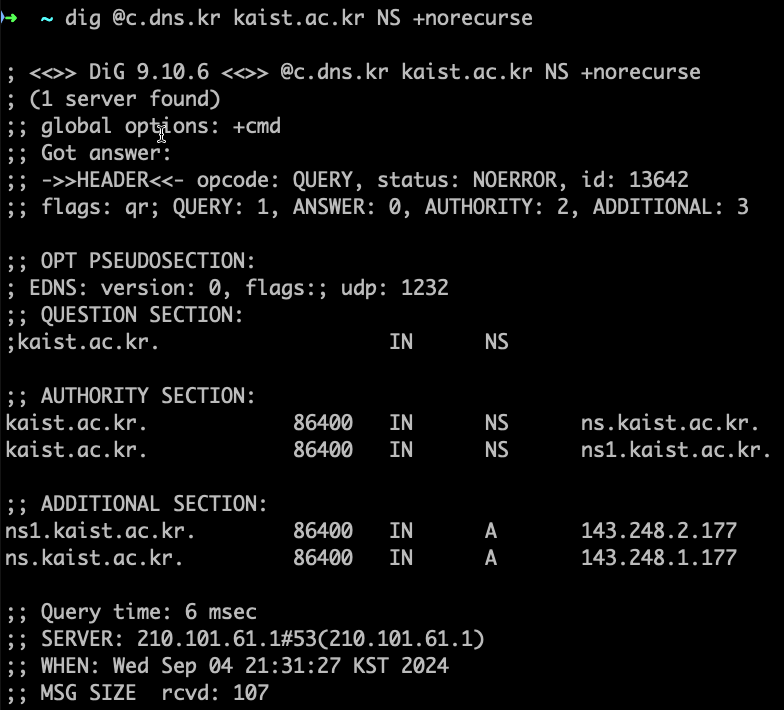 → ~ dig @c.dns.kr kaist.ac.kr NS +norecurse

; <<>> DiG 9.10.6 <<>> @c.dns.kr kaist.ac.kr NS +norecurse
; (1 server found)
;; global options: +cmd
;; Got answer:
;; ->>HEADER<<- opcode: QUERY, status: NOERROR, id: 13642
;; flags: qr; QUERY: 1, ANSWER: 0, AUTHORITY: 2, ADDITIONAL: 3

;; OPT PSEUDOSECTION:
; EDNS: version: 0, flags:; udp: 1232
;; QUESTION SECTION:
;kaist.ac.kr. IN NS

;; AUTHORITY SECTION:
kaist.ac.kr. 86400 IN NS ns.kaist.ac.kr.
kaist.ac.kr. 86400 IN NS ns1.kaist.ac.kr.

;; ADDITIONAL SECTION:
ns1.kaist.ac.kr. 86400 IN A 143.248.2.177
ns.kaist.ac.kr. 86400 IN A 143.248.1.177

;; Query time: 6 msec
;; SERVER: 210.101.61.1#53(210.101.61.1)
;; WHEN: Wed Sep 04 21:31:27 KST 2024
;; MSG SIZE rcvd: 107